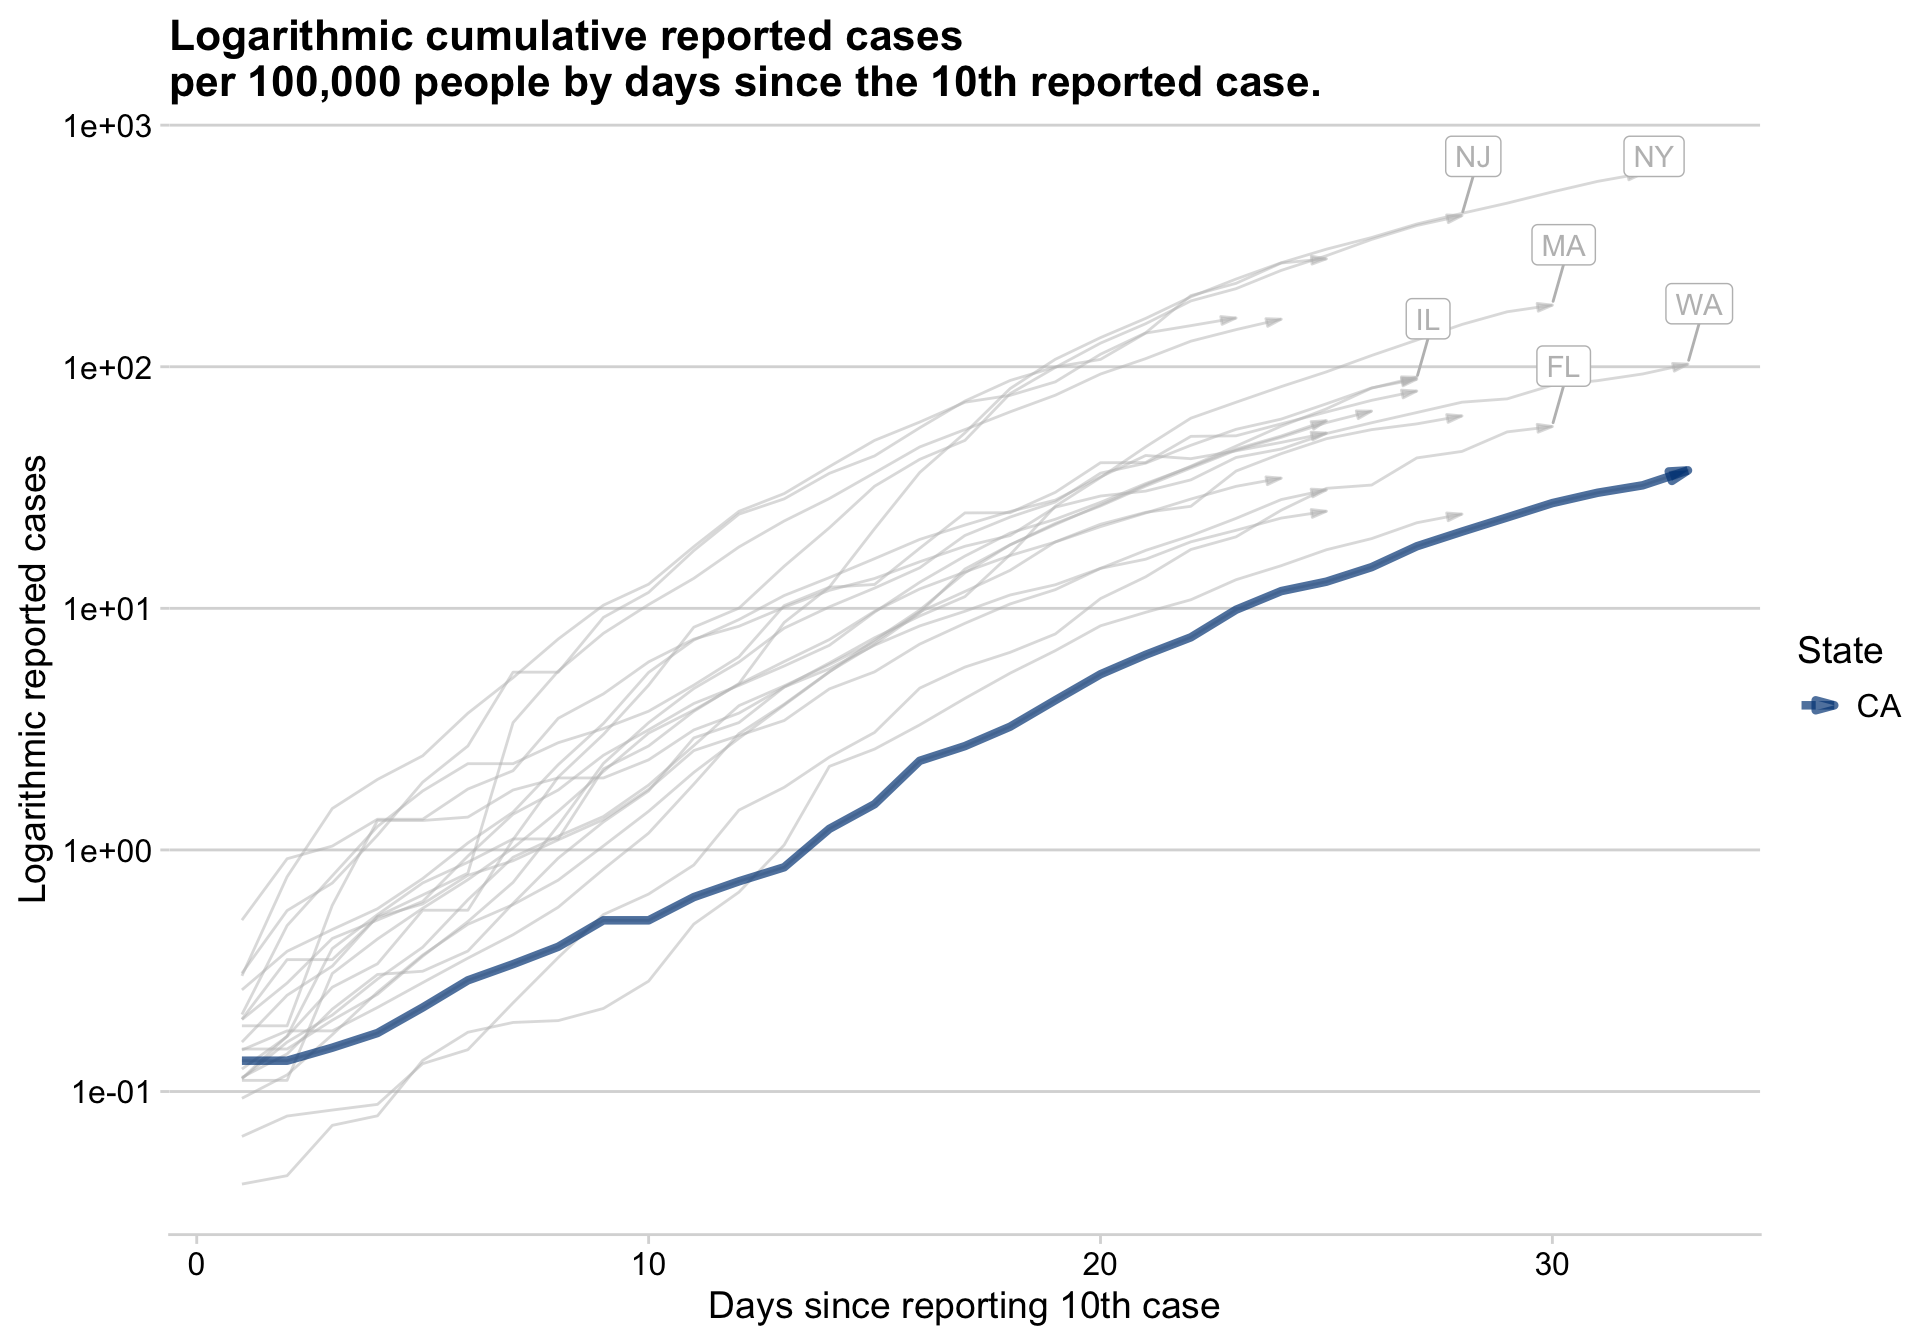 Logarithmic cumulative reported cases
per 100,000 people by days since the 10th reported case.
1e+03
1e+02
1e+01
1e+00
1e-01
Logarithmic reported cases
NJ
NY
MA
WA
IL
FL
State
CA
0
10
20
30
Days since reporting 10th case